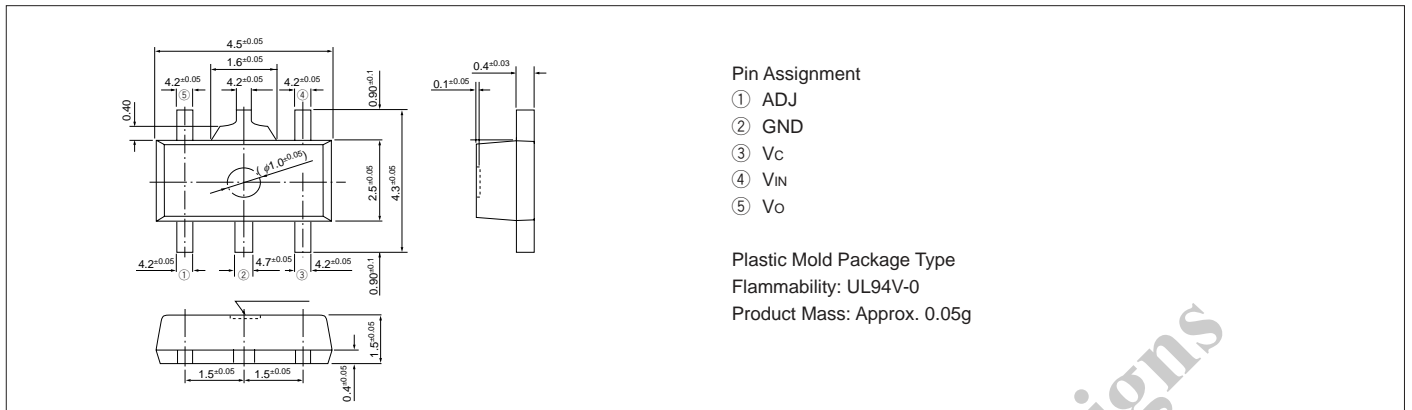 4.5±0.05
1.6±0.05
4.2±0.05 4.2±0.05 4.2±0.05
⑤ ④
0.40
0.90±0.1
(φ1.0±0.05)
2.5±0.05
4.3±0.05
4.2±0.05 4.7±0.05 4.2±0.05
① ② ③
0.90±0.1
1.5±0.05
1.5±0.05 1.5±0.05
0.4±0.05
0.4±0.03
0.1±0.05
Pin Assignment
① ADJ
② GND
③ VC
④ VIN
⑤ VO
Plastic Mold Package Type
Flammability: UL94V-0
Product Mass: Approx. 0.05g